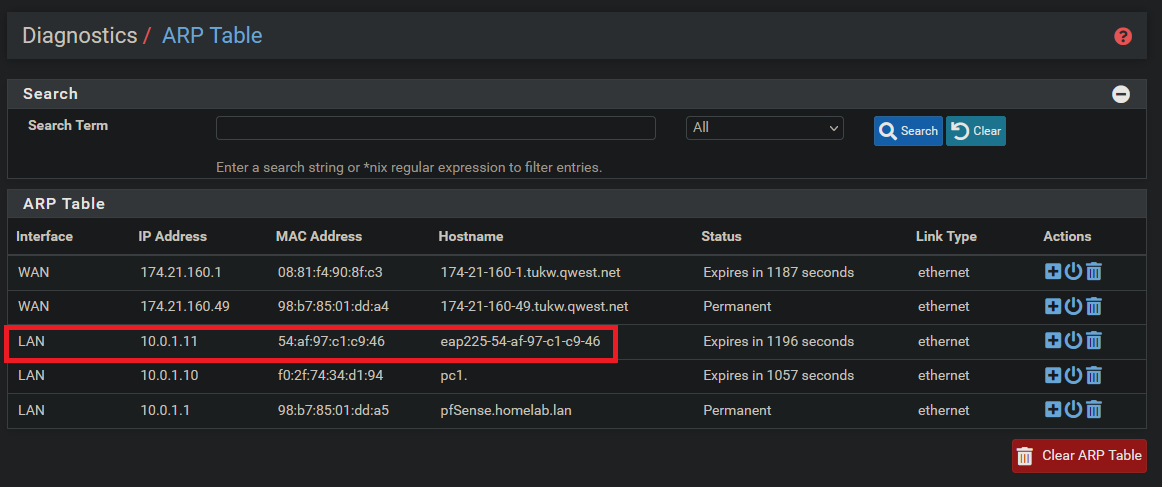 Diagnostics / ARP Table
Search
Search Term All Search Clear
Enter a search string or *nix regular expression to filter entries.
ARP Table
Interface IP Address MAC Address Hostname Status Link Type Actions
WAN 174.21.160.1 08:81:f4:90:8f:c3 174-21-160-1.tukw.qwest.net Expires in 1187 seconds ethernet
WAN 174.21.160.49 98:b7:85:01:dd:a4 174-21-160-49.tukw.qwest.net Permanent ethernet
LAN 10.0.1.11 54:af:97:c1:c9:46 eap225-54-af-97-c1-c9-46 Expires in 1196 seconds ethernet
LAN 10.0.1.10 f0:2f:74:34:d1:94 pc1. Expires in 1057 seconds ethernet
LAN 10.0.1.1 98:b7:85:01:dd:a5 pfSense.homelab.lan Permanent ethernet
Clear ARP Table